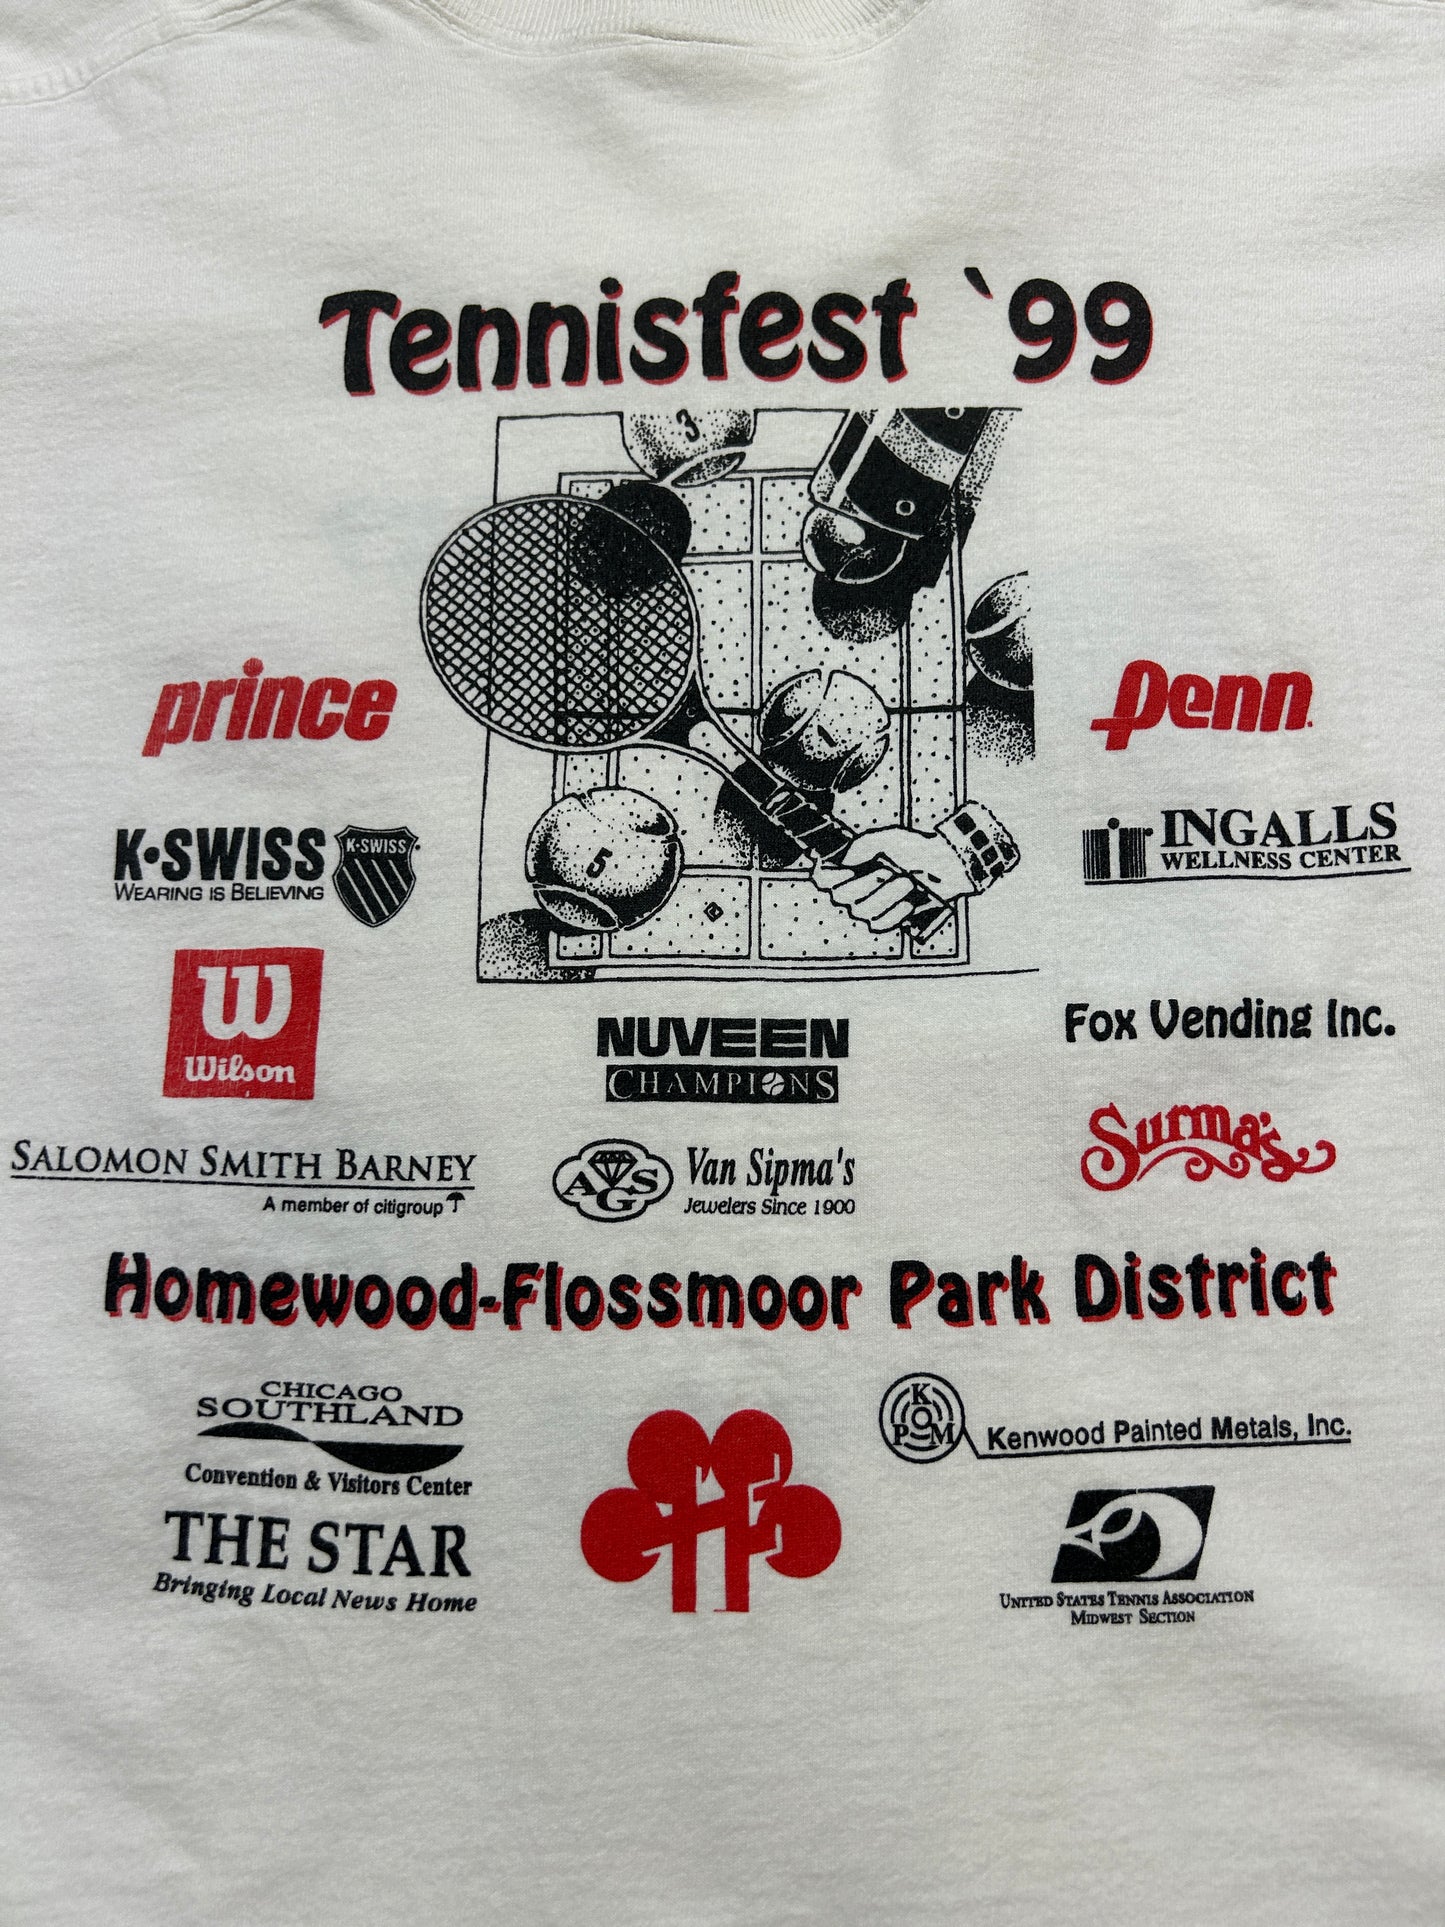 Tennisfest `99
3
prince
Penn
K•SWISS
WEARING IS BELIEVING
K•SWISS
5
INGALLS
WELLNESS CENTER
W
Wilson
NUVEEN
CHAMPIONS
Fox Vending Inc.
SALOMON SMITH BARNEY
A member of citigroup
AGS
Van Sipma's
Jewelers Since 1900
Surma's
Homewood-Flossmoor Park District
CHICAGO
SOUTHLAND
Convention & Visitors Center
THE STAR
Bringing Local News Home
HF
KPM
Kenwood Painted Metals, Inc.
UNITED STATES TENNIS ASSOCIATION
MIDWEST SECTION